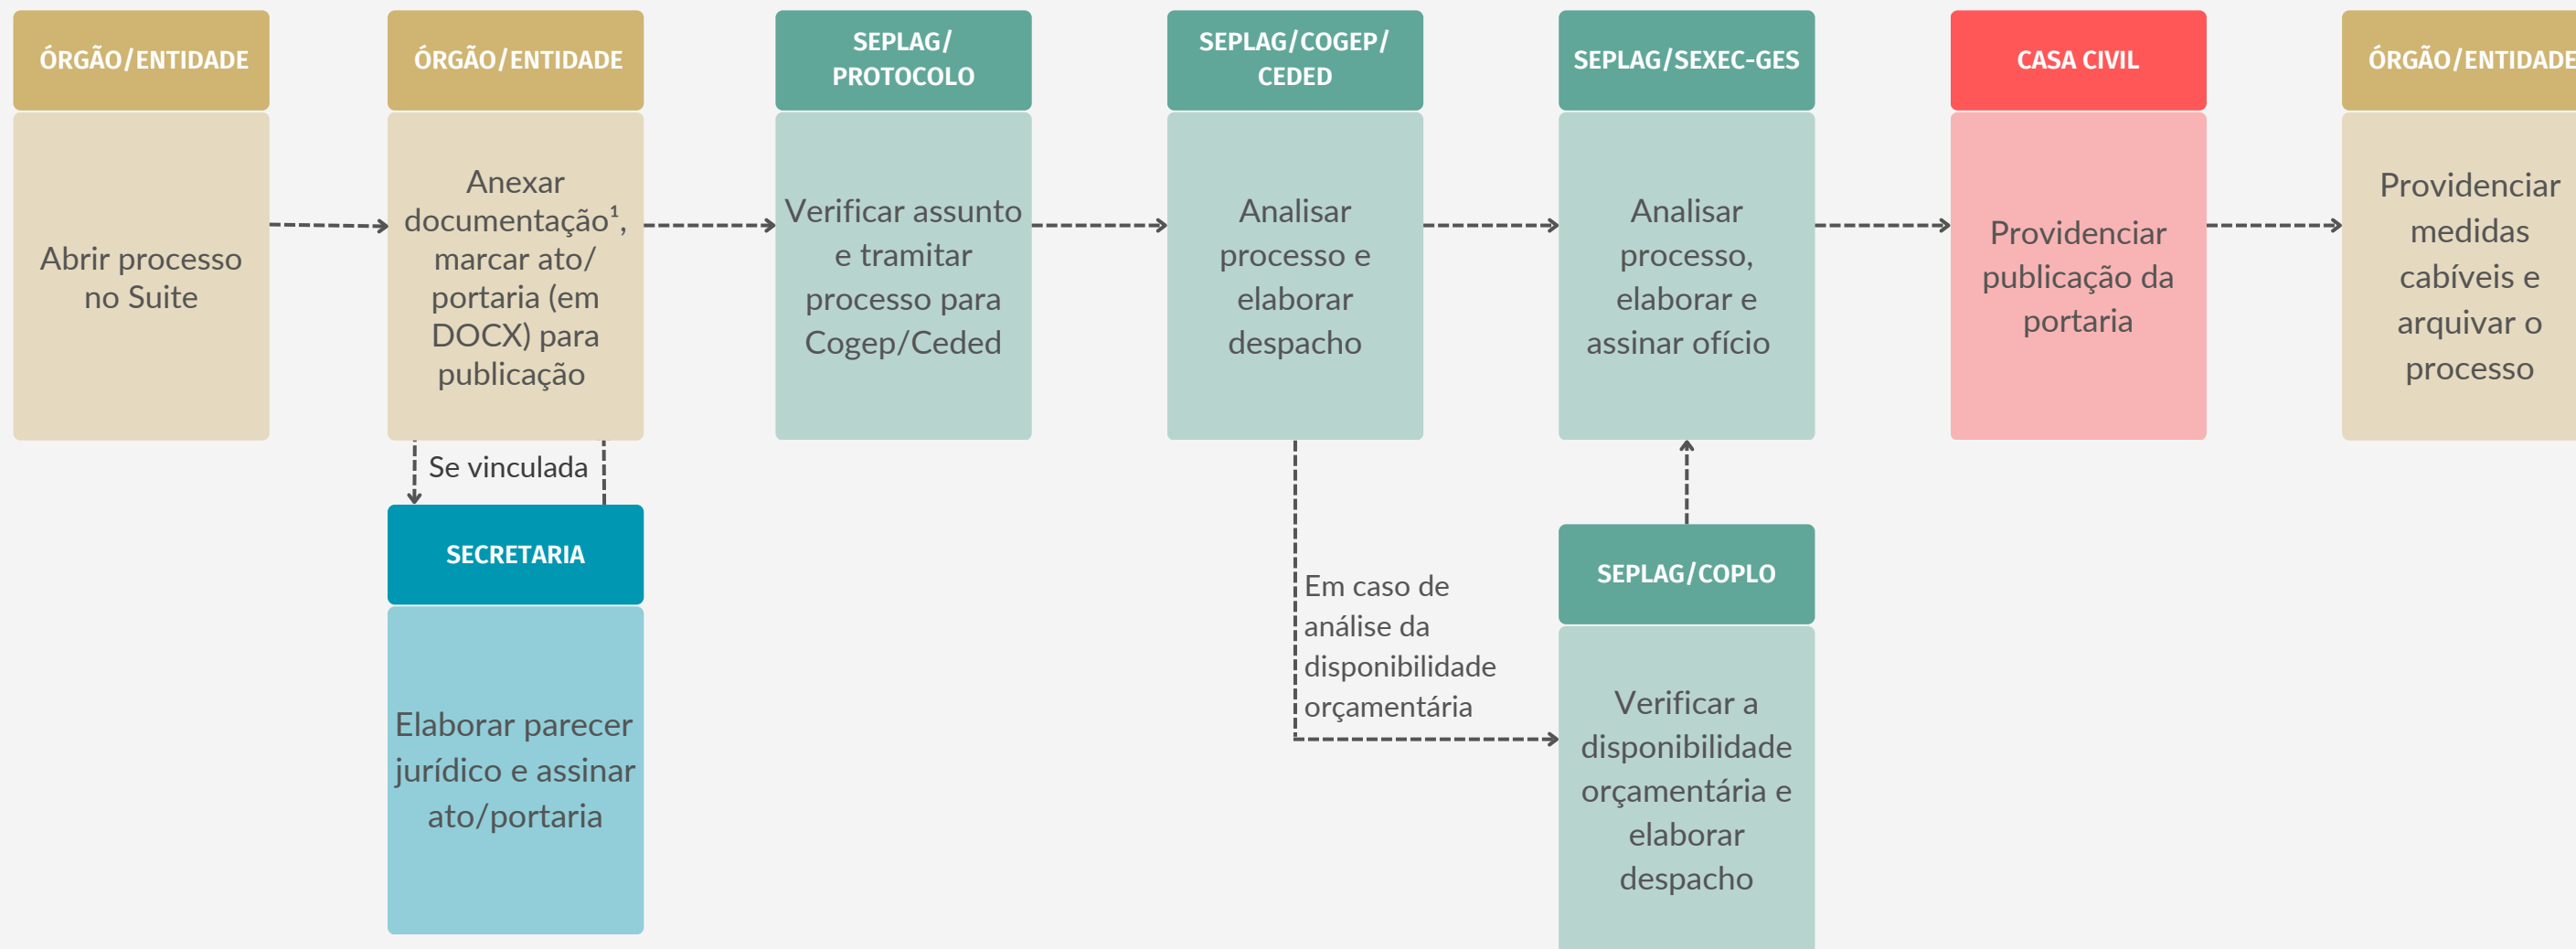 ÓRGÃO/ENTIDADE
Abrir processo
no Suite
ÓRGÃO/ENTIDADE
Anexar
documentação¹,
marcar ato/
portaria (em
DOCX) para
publicação
Se vinculada
SECRETARIA
Elaborar parecer
jurídico e assinar
ato/portaria
SEPLAG/
PROTOCOLO
Verificar assunto
e tramitar
processo para
Cogep/Ceded
SEPLAG/COGEP/
CEDED
Analisar
processo e
elaborar
despacho
Em caso de
análise da
disponibilidade
orçamentária
SEPLAG/COPLO
Verificar a
disponibilidade
orçamentária e
elaborar
despacho
SEPLAG/SEXEC-GES
Analisar
processo,
elaborar e
assinar ofício
CASA CIVIL
Providenciar
publicação da
portaria
ÓRGÃO/ENTIDADE
Providenciar
medidas
cabíveis e
arquivar o
processo